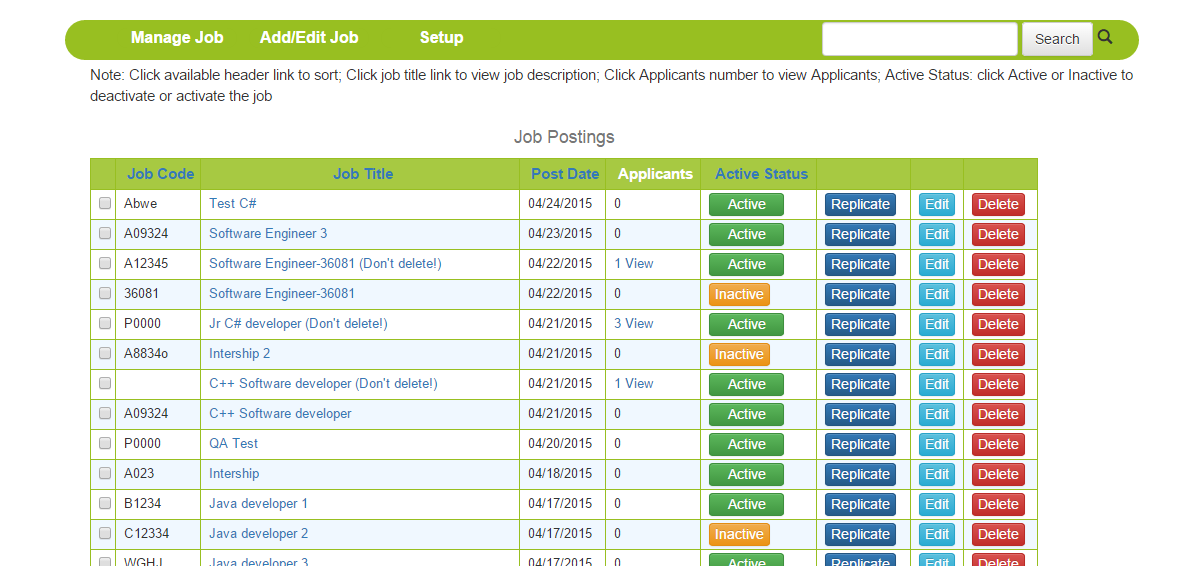 Manage Job Add/Edit Job Setup Search
Note: Click available header link to sort; Click job title link to view job description; Click Applicants number to view Applicants; Active Status: click Active or Inactive to
deactivate or activate the job
Job Postings
Job Code Job Title Post Date Applicants Active Status
Abwe Test C# 04/24/2015 0 Active Replicate Edit Delete
A09324 Software Engineer 3 04/23/2015 0 Active Replicate Edit Delete
A12345 Software Engineer-36081 (Don't delete!) 04/22/2015 1 View Active Replicate Edit Delete
36081 Software Engineer-36081 04/22/2015 0 Inactive Replicate Edit Delete
P0000 Jr C# developer (Don't delete!) 04/21/2015 3 View Active Replicate Edit Delete
A8834o Intership 2 04/21/2015 0 Inactive Replicate Edit Delete
C++ Software developer (Don't delete!) 04/21/2015 1 View Active Replicate Edit Delete
A09324 C++ Software developer 04/21/2015 0 Active Replicate Edit Delete
P0000 QA Test 04/20/2015 0 Active Replicate Edit Delete
A023 Intership 04/18/2015 0 Active Replicate Edit Delete
B1234 Java developer 1 04/17/2015 0 Active Replicate Edit Delete
C12334 Java developer 2 04/17/2015 0 Inactive Replicate Edit Delete
WGHJ Java developer 3 04/17/2015 0 Active Replicate Edit Delete